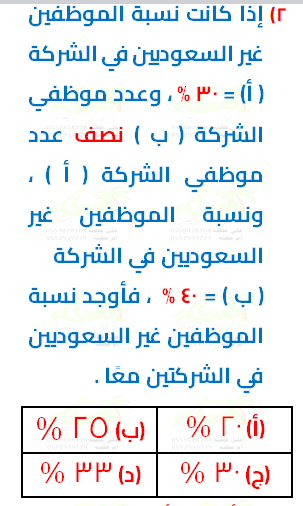 ٢) إذا كانت نسبة الموظفين
غير السعوديين في الشركة
( أ) = ٣٠ % ، وعدد موظفي
الشركة ( ب ) نصف عدد
موظفي الشركة ( أ ) ،
ونسبة الموظفين غير
السعوديين في الشركة
( ب ) = ٤٠ % ، فأوجد نسبة
الموظفين غير السعوديين
في الشركتين معًا .
(أ) ٢٠ % (ب) ٢٥ %
(ج) ٣٠ % (د) ٣٣ %